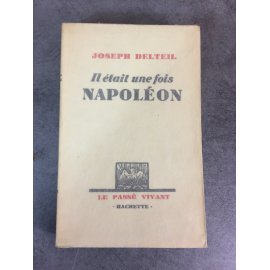 JOSEPH DELTEIL
Il était une fois
NAPOLÉON
LE PASSÉ VIVANT
- HACHETTE -